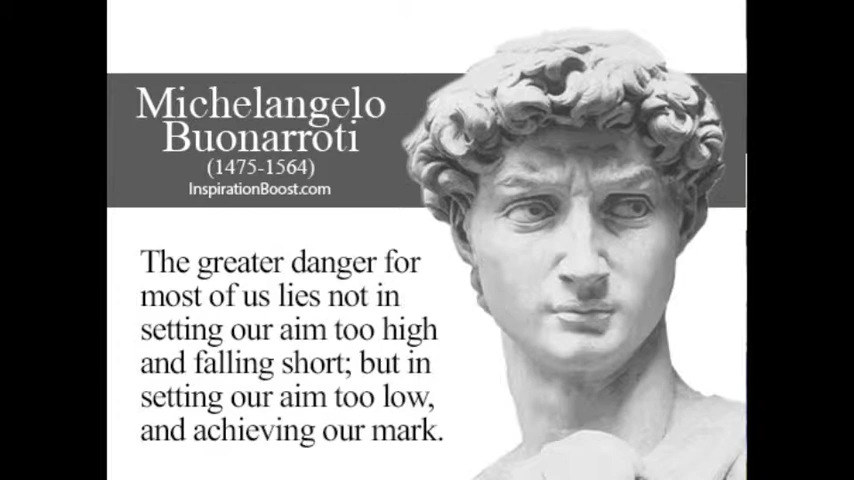 Michelangelo
Buonarroti
(1475-1564)
InspirationBoost.com
The greater danger for
most of us lies not in
setting our aim too high
and falling short; but in
setting our aim too low,
and achieving our mark.